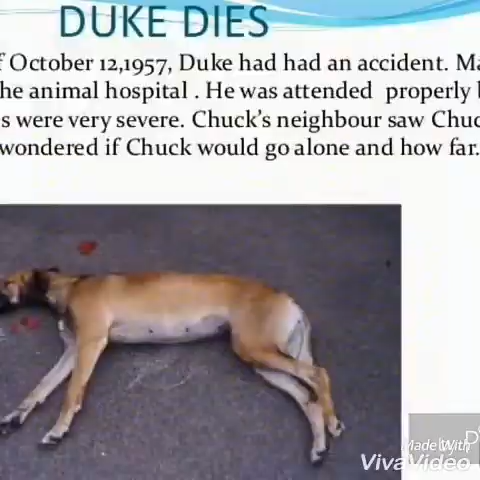 DUKE DIES
f October 12,1957, Duke had had an accident. Ma
he animal hospital . He was attended properly
s were very severe. Chuck's neighbour saw Chuc
wondered if Chuck would go alone and how far.
Made With
VivaVideo